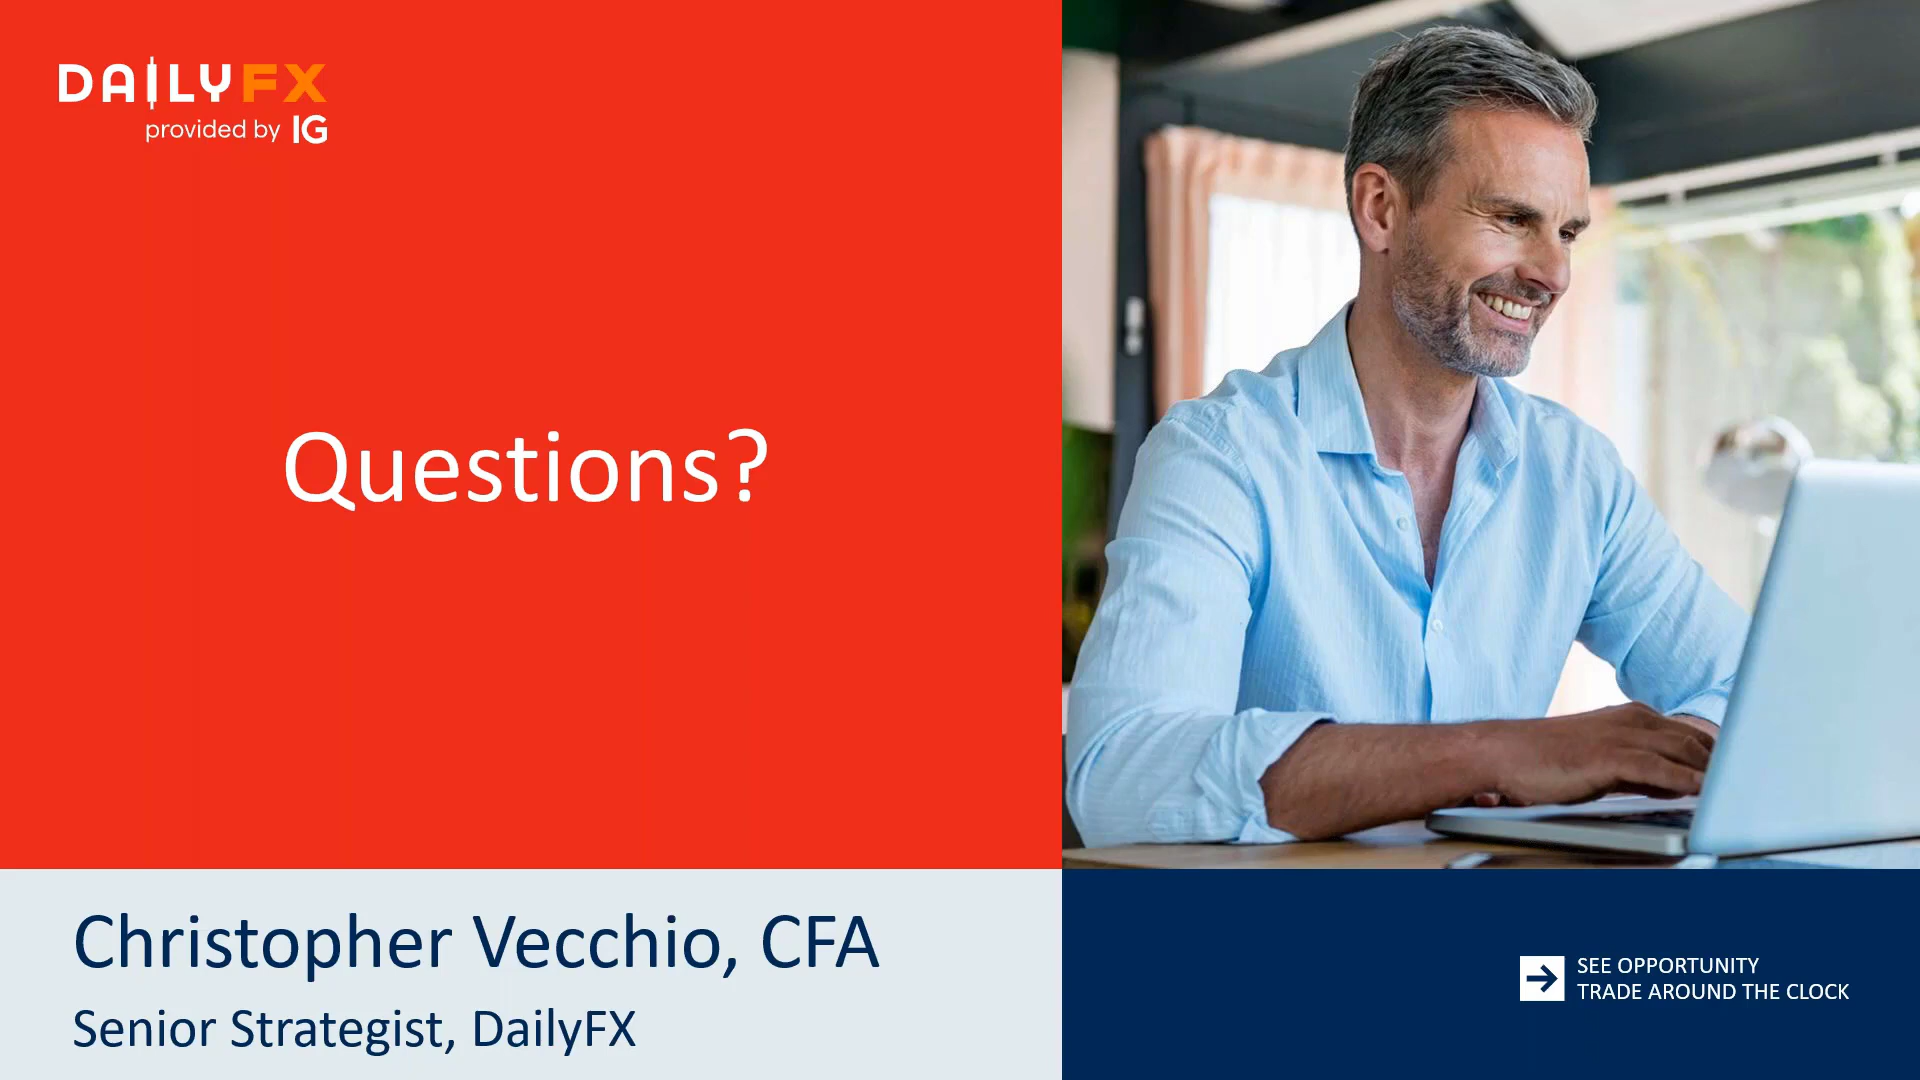 DAILYFX
provided by IG
Questions?
Christopher Vecchio, CFA
Senior Strategist, DailyFX
SEE OPPORTUNITY
TRADE AROUND THE CLOCK